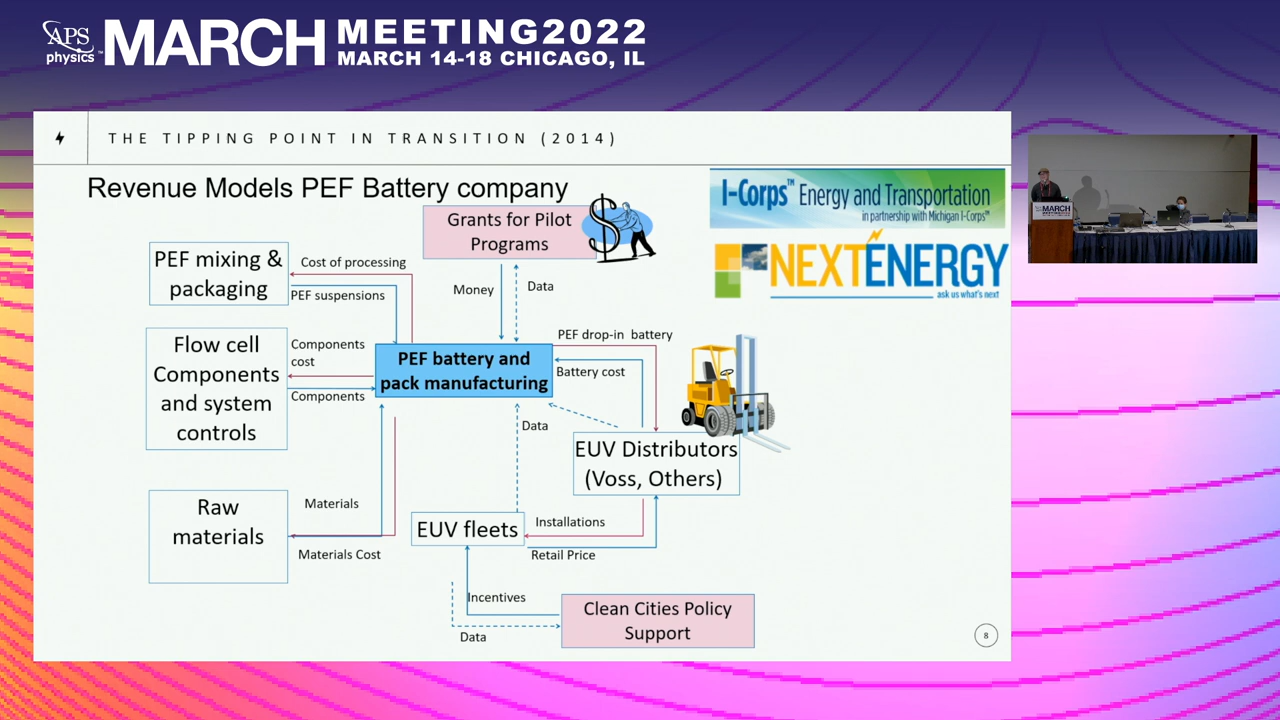 APS
physics
MARCH
MEETING2022
MARCH 14-18 CHICAGO, IL
THE TIPPING POINT IN TRANSITION (2014)
Revenue Models PEF Battery company
I-Corps™ Energy and Transportation
in partnership with Michigan I-Corps™
NEXTENERGY
ask us what's next
Grants for Pilot
Programs
$
PEF mixing &
packaging
Cost of processing
PEF suspensions
Money
Data
Flow cell
Components
and system
controls
Components
cost
Components
PEF battery and
pack manufacturing
PEF drop-in battery
Battery cost
Data
EUV Distributors
(Voss, Others)
Raw
materials
Materials
Materials Cost
EUV fleets
Installations
Retail Price
Incentives
Data
Clean Cities Policy
Support
8
MARCH